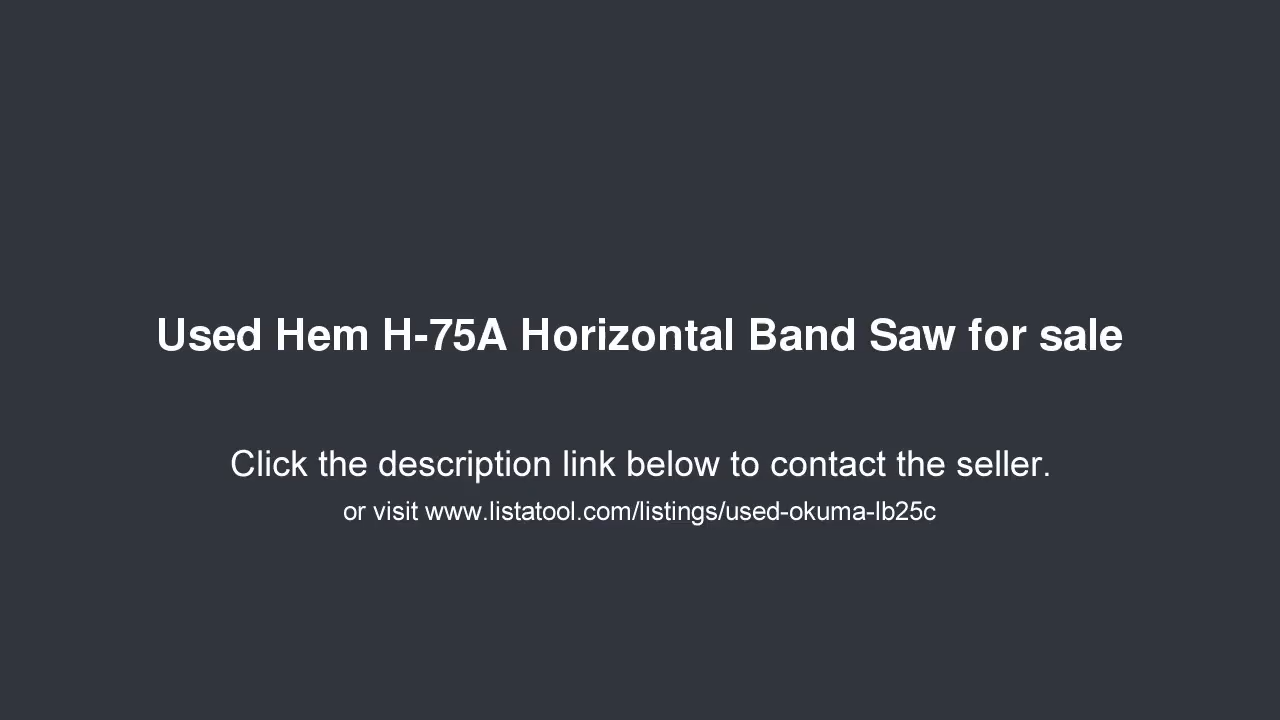 Used Hem H-75A Horizontal Band Saw for sale
Click the description link below to contact the seller.
or visit www.listatool.com/listings/used-okuma-lb25c